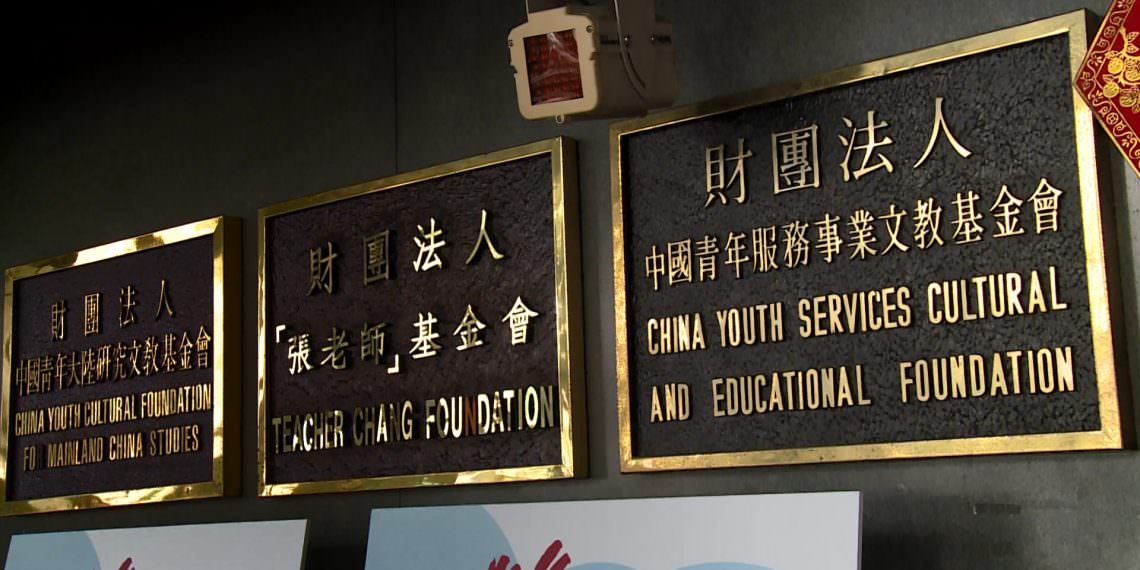 財團法人
中國青年大陸研究文教基金會
CHINA YOUTH CULTURAL FOUNDATION
FOR MAINLAND CHINA STUDIES
財團法人
「張老師」基金會
TEACHER CHANG FOUNDATION
財團法人
中國青年服務事業文教基金會
CHINA YOUTH SERVICES CULTURAL
AND EDUCATIONAL FOUNDATION